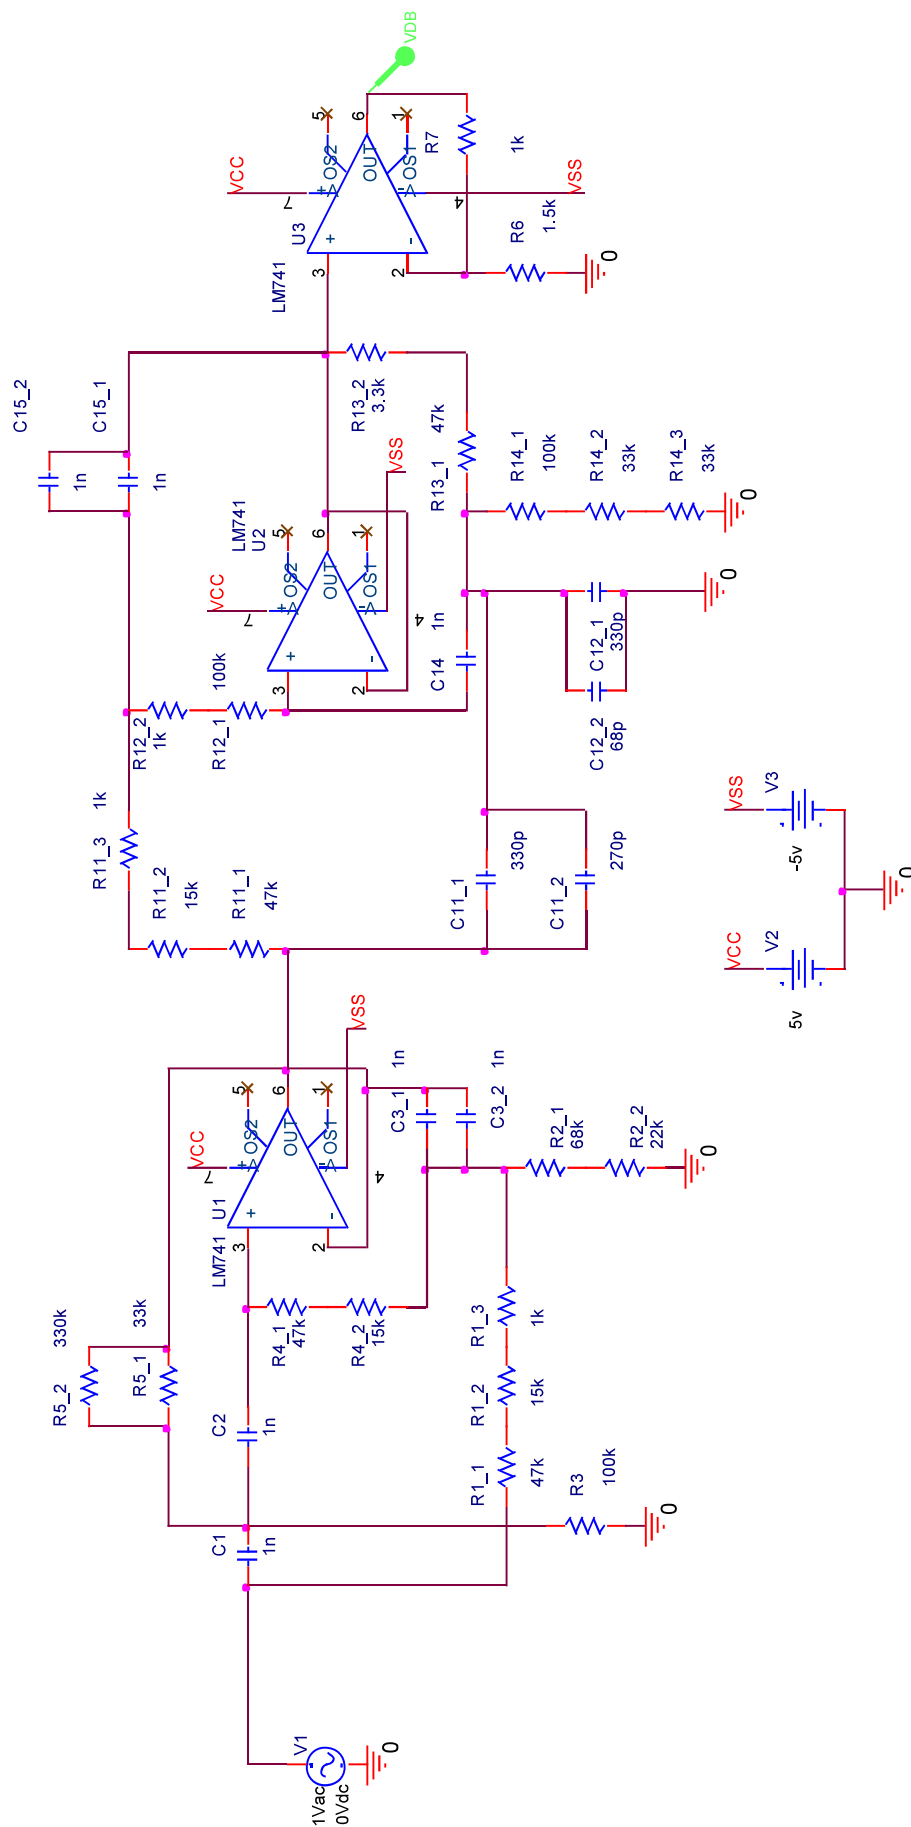 V1
1Vac
0Vdc
0
C1
1n
C2
1n
R5_2
330k
R5_1
33k
R3
100k
0
R1_1
47k
R1_2
15k
R1_3
1k
R4_1
47k
R4_2
15k
LM741
U1
3
2
+
-
VCC
7
+
V
-
V
4
VSS
OS2
5
OUT
6
OS1
1
C3_1
1n
C3_2
1n
R2_1
68k
R2_2
22k
0
R11_1
47k
R11_2
15k
R11_3
1k
C11_1
330p
C11_2
270p
R12_2
1k
R12_1
100k
C14
1n
C12_2
68p
C12_1
330p
0
LM741
U2
3
2
+
-
VCC
7
+
V
-
V
4
VSS
OS2
5
OUT
6
OS1
1
C15_2
1n
C15_1
1n
R13_1
47k
R13_2
3.3k
R14_1
100k
R14_2
33k
R14_3
33k
0
LM741
U3
3
2
+
-
VCC
7
+
V
-
V
4
VSS
OS2
5
OUT
6
OS1
1
R6
1.5k
0
R7
1k
VDB
VCC
V2
5v
VSS
V3
-5v
0